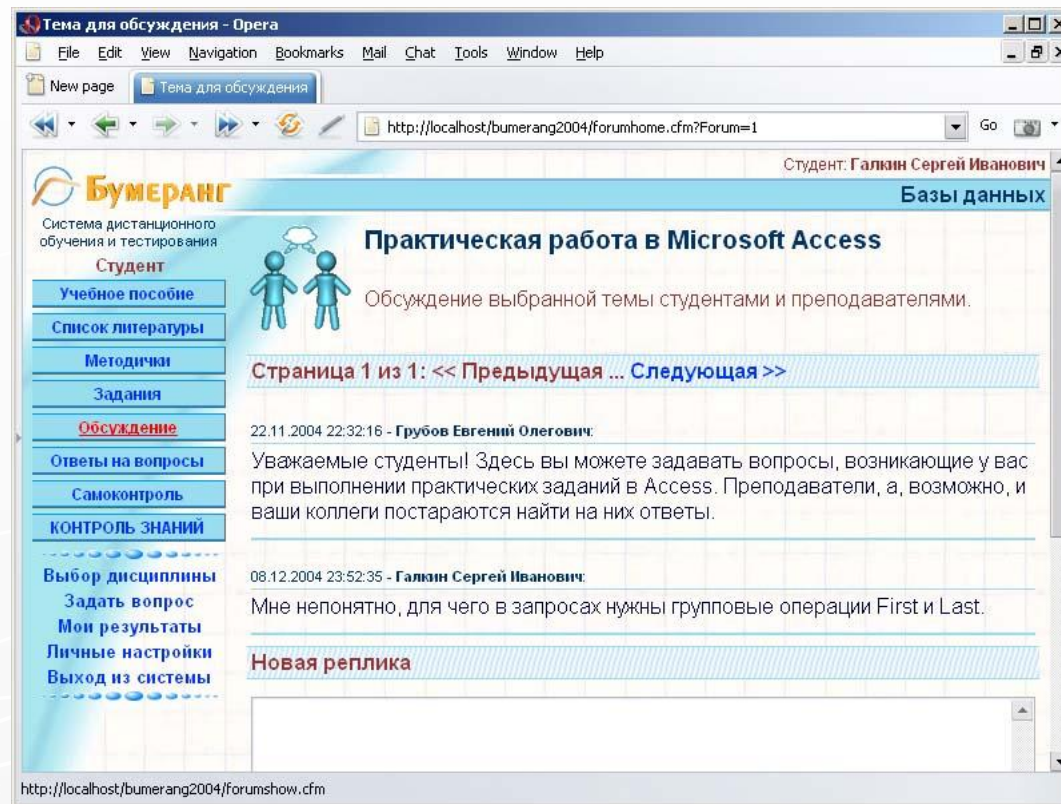 Тема для обсуждения - Opera
File Edit View Navigation Bookmarks Mail Chat Tools Window Help
New page Тема для обсуждения
http://localhost/bumerang2004/forumhome.cfm?Forum=1 Go
Студент: Галкин Сергей Иванович
Бумеранг
Базы данных
Система дистанционного
обучения и тестирования
Студент
Учебное пособие
Список литературы
Методички
Задания
Обсуждение
Ответы на вопросы
Самоконтроль
КОНТРОЛЬ ЗНАНИЙ
Выбор дисциплины
Задать вопрос
Мои результаты
Личные настройки
Выход из системы
Практическая работа в Microsoft Access
Обсуждение выбранной темы студентами и преподавателями.
Страница 1 из 1: << Предыдущая ... Следующая >>
22.11.2004 22:32:16 - Грубов Евгений Олегович:
Уважаемые студенты! Здесь вы можете задавать вопросы, возникающие у вас
при выполнении практических заданий в Access. Преподаватели, а, возможно, и
ваши коллеги постараются найти на них ответы.
08.12.2004 23:52:35 - Галкин Сергей Иванович:
Мне непонятно, для чего в запросах нужны групповые операции First и Last.
Новая реплика
http://localhost/bumerang2004/forumshow.cfm